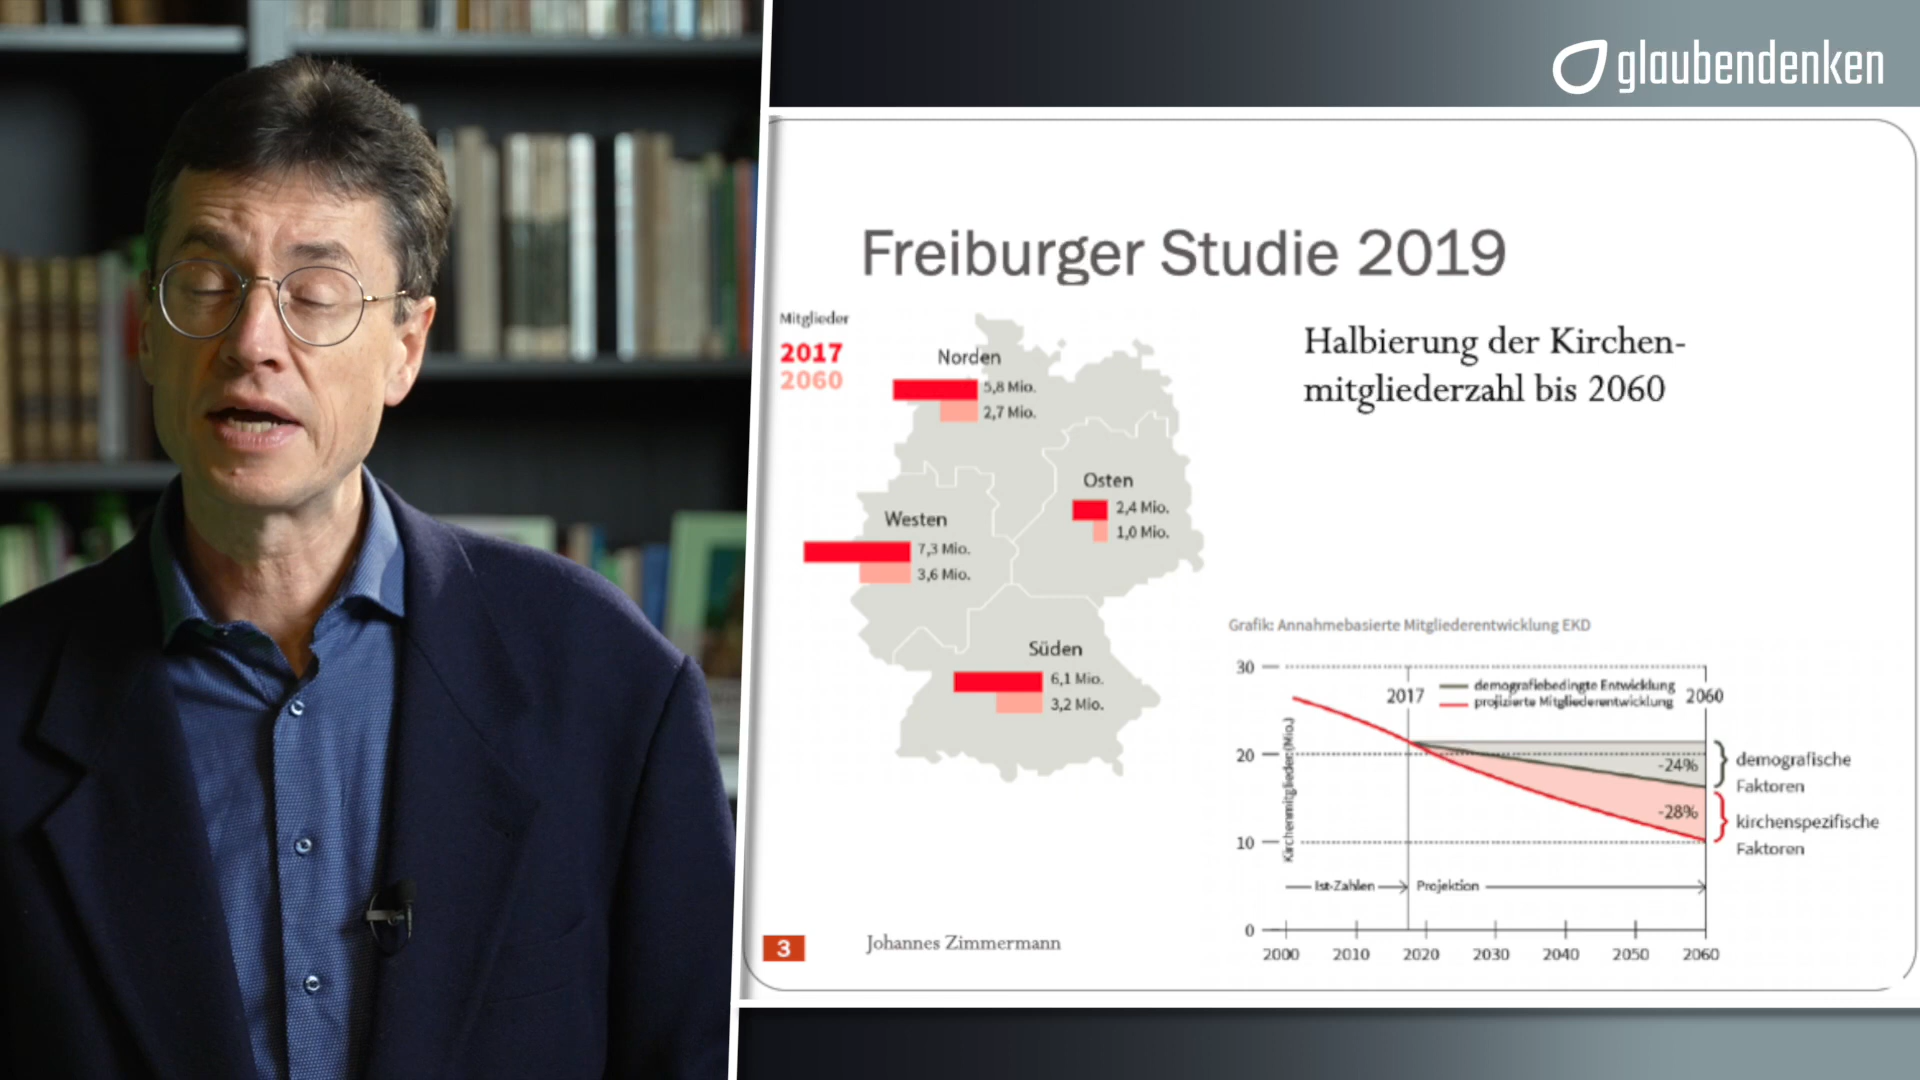 glaubendenken
Freiburger Studie 2019
Mitglieder
2017
2060
Norden
5,8 Mio.
2,7 Mio.
Osten
2,4 Mio.
1,0 Mio.
Westen
7,3 Mio.
3,6 Mio.
Süden
6,1 Mio.
3,2 Mio.
Halbierung der Kirchen-
mitgliederzahl bis 2060
Grafik: Annahmebasierte Mitgliederentwicklung EKD
30
20
10
0
Kirchenmitglieder (Mio.)
2017
demografiebedingte Entwicklung
projizierte Mitgliederentwicklung
2060
-24%
-28%
demografische
Faktoren
kirchenspezifische
Faktoren
Ist-Zahlen
Projektion
2000 2010 2020 2030 2040 2050 2060
3
Johannes Zimmermann